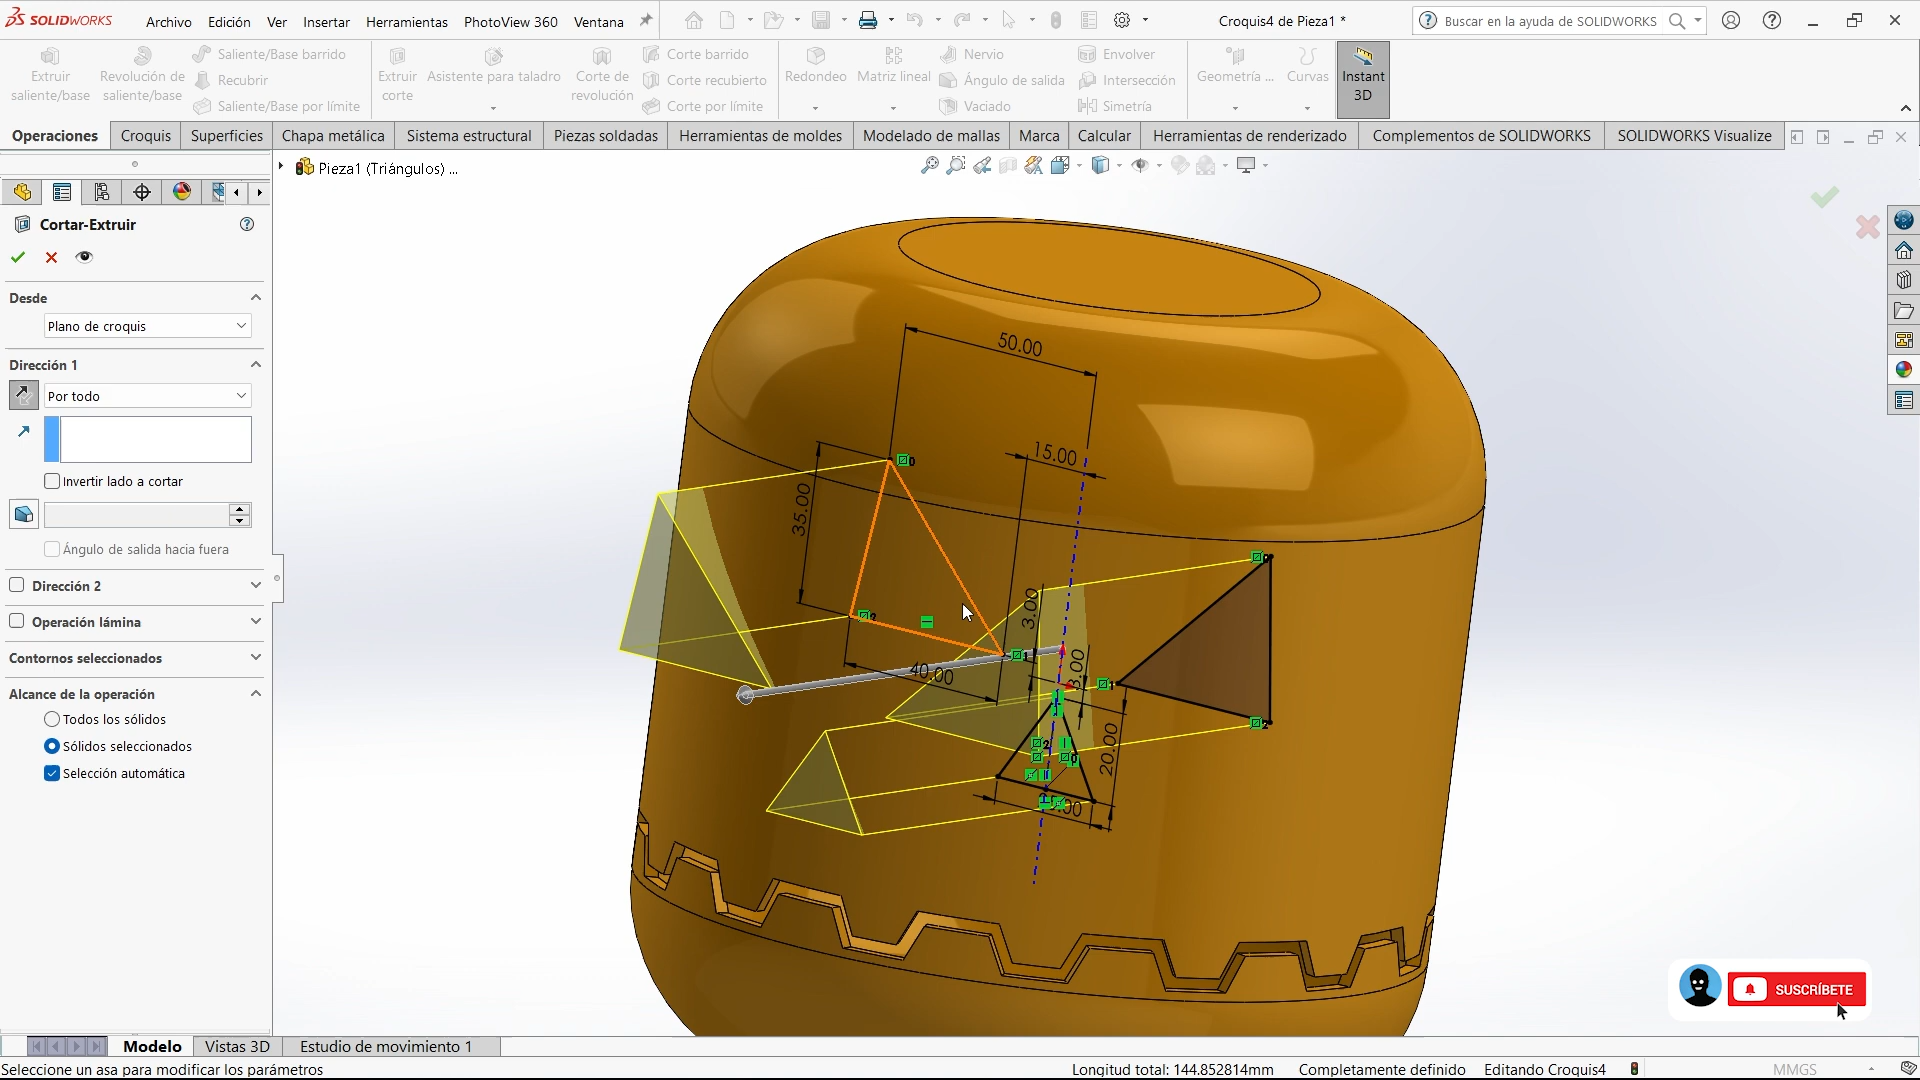 SOLIDWORKS
Archivo Edición Ver Insertar Herramientas PhotoView 360 Ventana
Croquis4 de Pieza1 *
Buscar en la ayuda de SOLIDWORKS
Extruir saliente/base
Revolución de saliente/base
Saliente/Base barrido
Recubrir
Saliente/Base por límite
Extruir corte
Asistente para taladro
Corte de revolución
Corte barrido
Corte recubierto
Corte por límite
Redondeo
Matriz lineal
Nervio
Ángulo de salida
Vaciado
Envolver
Intersección
Simetría
Geometría ...
Curvas
Instant 3D
Operaciones Croquis Superficies Chapa metálica Sistema estructural Piezas soldadas Herramientas de moldes Modelado de mallas Marca Calcular Herramientas de renderizado Complementos de SOLIDWORKS SOLIDWORKS Visualize
Pieza1 (Triángulos) ...
Cortar-Extruir
Desde
Plano de croquis
Dirección 1
Por todo
Invertir lado a cortar
Ángulo de salida hacia fuera
Dirección 2
Operación lámina
Contornos seleccionados
Alcance de la operación
Todos los sólidos
Sólidos seleccionados
Selección automática
50.00
15.00
35.00
3.00
3.00
40.00
20.00
SUSCRÍBETE
Modelo Vistas 3D Estudio de movimiento 1
Seleccione un asa para modificar los parámetros
Longitud total: 144.852814mm Completamente definido Editando Croquis4 MMGS